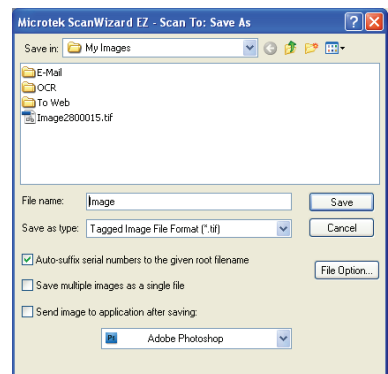 Microtek ScanWizard EZ - Scan To: Save As
Save in: My Images
E-Mail
OCR
To Web
Image2800015.tif
File name: Image Save
Save as type: Tagged Image File Format (*.tif) Cancel
Auto-suffix serial numbers to the given root filename
File Option...
Save multiple images as a single file
Send image to application after saving:
Ps Adobe Photoshop